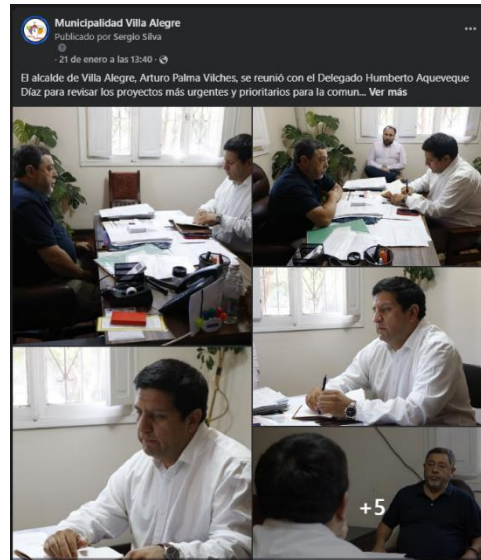 Municipalidad Villa Alegre
Publicado por Sergio Silva
· 21 de enero a las 13:40 ·
El alcalde de Villa Alegre, Arturo Palma Vilches, se reunió con el Delegado Humberto Aqueveque
Díaz para revisar los proyectos más urgentes y prioritarios para la comun... Ver más
+5